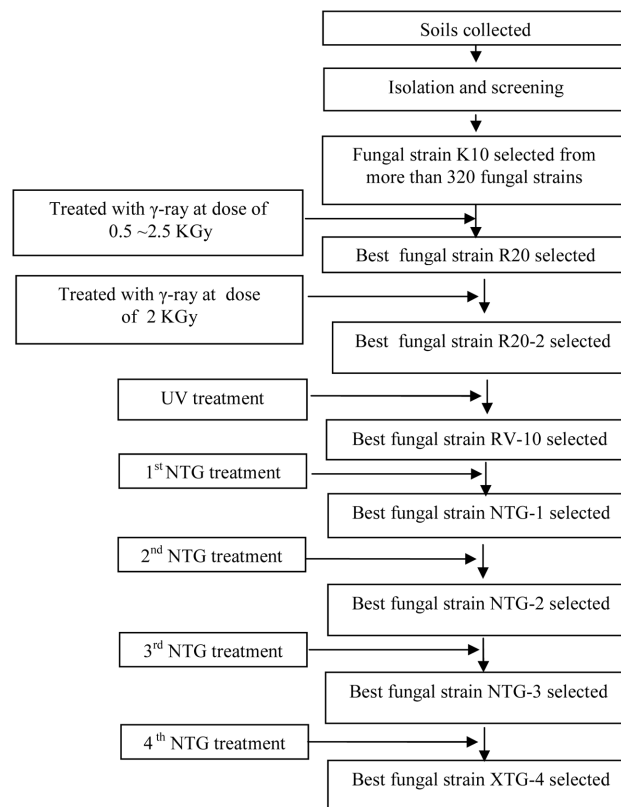 Soils collected
Isolation and screening
Fungal strain K10 selected from
more than 320 fungal strains
Treated with γ-ray at dose of
0.5 ~2.5 KGy
Best fungal strain R20 selected
Treated with γ-ray at dose
of 2 KGy
Best fungal strain R20-2 selected
UV treatment
Best fungal strain RV-10 selected
1st NTG treatment
Best fungal strain NTG-1 selected
2nd NTG treatment
Best fungal strain NTG-2 selected
3rd NTG treatment
Best fungal strain NTG-3 selected
4th NTG treatment
Best fungal strain XTG-4 selected